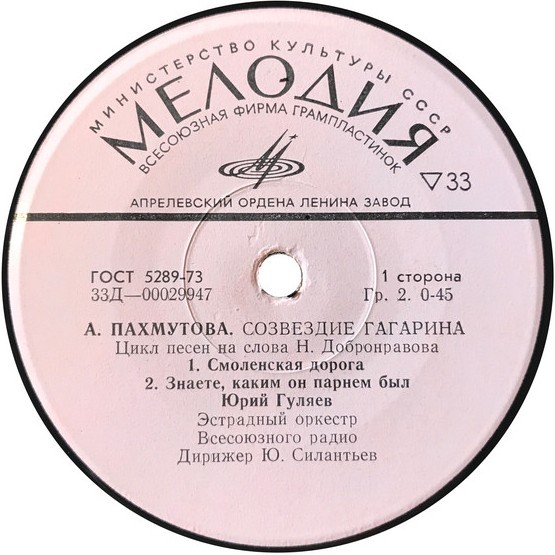 МИНИСТЕРСТВО КУЛЬТУРЫ СССР
МЕЛОДИЯ
ВСЕСОЮЗНАЯ ФИРМА ГРАМПЛАСТИНОК
▽33
АПРЕЛЕВСКИЙ ОРДЕНА ЛЕНИНА ЗАВОД
ГОСТ 5289-73 1 сторона
33Д—00029947 Гр. 2. 0-45
А. ПАХМУТОВА. СОЗВЕЗДИЕ ГАГАРИНА
Цикл песен на слова Н. Добронравова
1. Смоленская дорога
2. Знаете, каким он парнем был
Юрий Гуляев
Эстрадный оркестр
Всесоюзного радио
Дирижер Ю. Силантьев